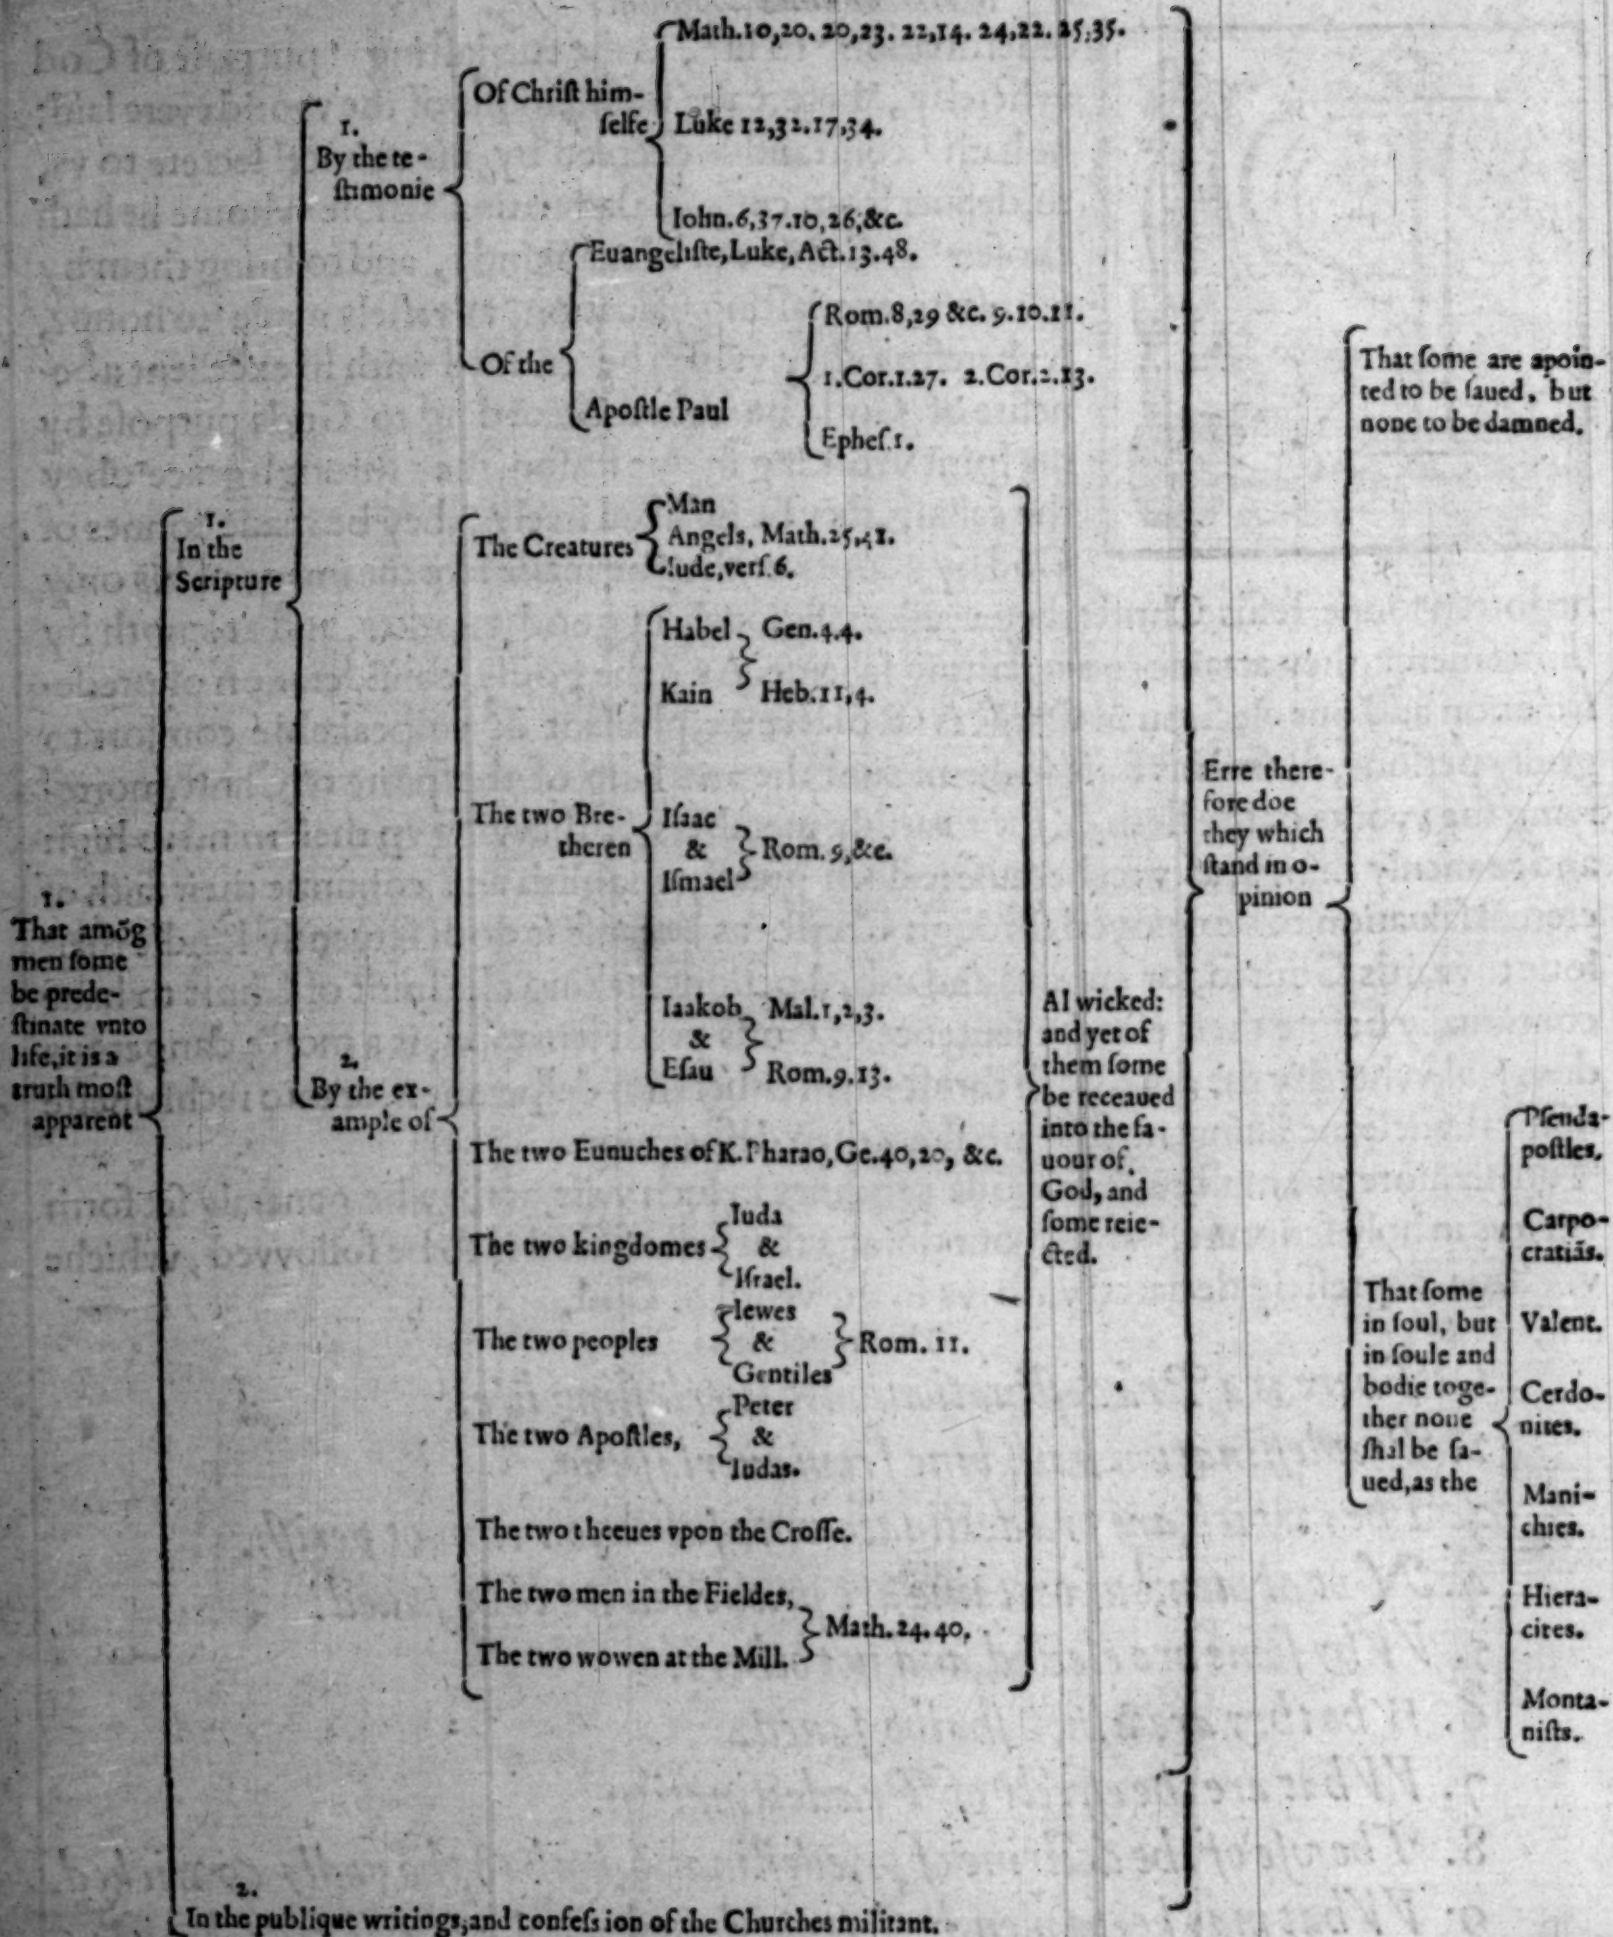 1.
That amõg
men ſome
be prede-
ſtinate vnto
life, it is a
truth moſt
apparent
1.
In the
Scripture
1.
By the te-
ſtimonie
Of Chriſt him-
ſelfe
Math.10,20. 20,23. 22,14. 24,22. 25,35.
Luke 12,32.17,34.
Iohn.6,37.10,26,&c.
Of the
Euangeliſte, Luke, Act.13.48.
Apoſtle Paul
Rom.8,29 &c. 9.10.11.
1.Cor.1.27. 2.Cor.2.13.
Epheſ.1.
2.
By the ex-
ample of
The Creatures
Man
Angels, Math.25,41.
Iude, verſ.6.
The two Bre-
theren
Habel Gen.4.4.
Kain Heb.11,4.
Iſaac
&
Iſmael
Rom. 9,&c.
Iaakob Mal.1,2,3.
&
Eſau Rom.9.13.
The two Eunuches of K.Pharao, Ge.40,20, &c.
The two kingdomes
Iuda
&
Iſrael.
The two peoples
Iewes
&
Gentiles
Rom. 11.
The two Apoſtles,
Peter
&
Iudas.
The two theeues vpon the Croſſe.
The two men in the Fieldes,
The two wowen at the Mill.
Math.24.40.
Al wicked:
and yet of
them ſome
be receaued
into the fa-
uour of
God, and
ſome reie-
cted.
Erre there-
fore doe
they which
ſtand in o-
pinion
That ſome are apoin-
ted to be ſaued, but
none to be damned.
That ſome
in ſoul, but
in ſoule and
bodie toge-
ther none
ſhal be ſa-
ued, as the
Pſeuda-
poſtles.
Carpo-
cratiãs.
Valent.
Cerdo-
nites.
Mani-
chies.
Hiera-
cites.
Monta-
niſts.
2.
In the publique writings, and confeſs ion of the Churches militant.